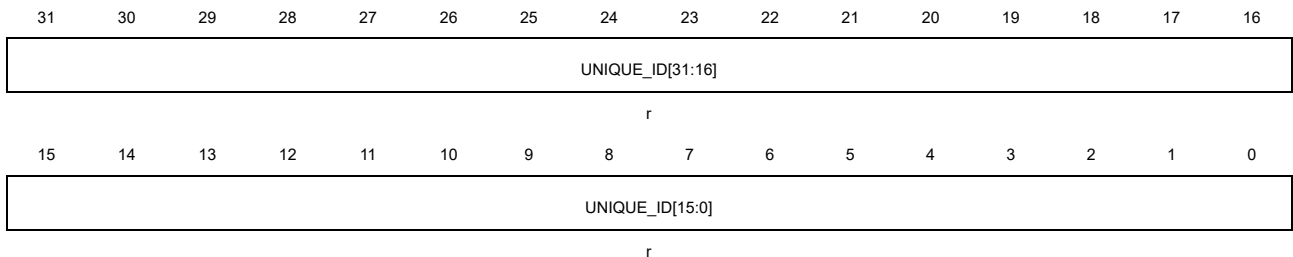 31 30 29 28 27 26 25 24 23 22 21 20 19 18 17 16
UNIQUE_ID[31:16]
r
15 14 13 12 11 10 9 8 7 6 5 4 3 2 1 0
UNIQUE_ID[15:0]
r